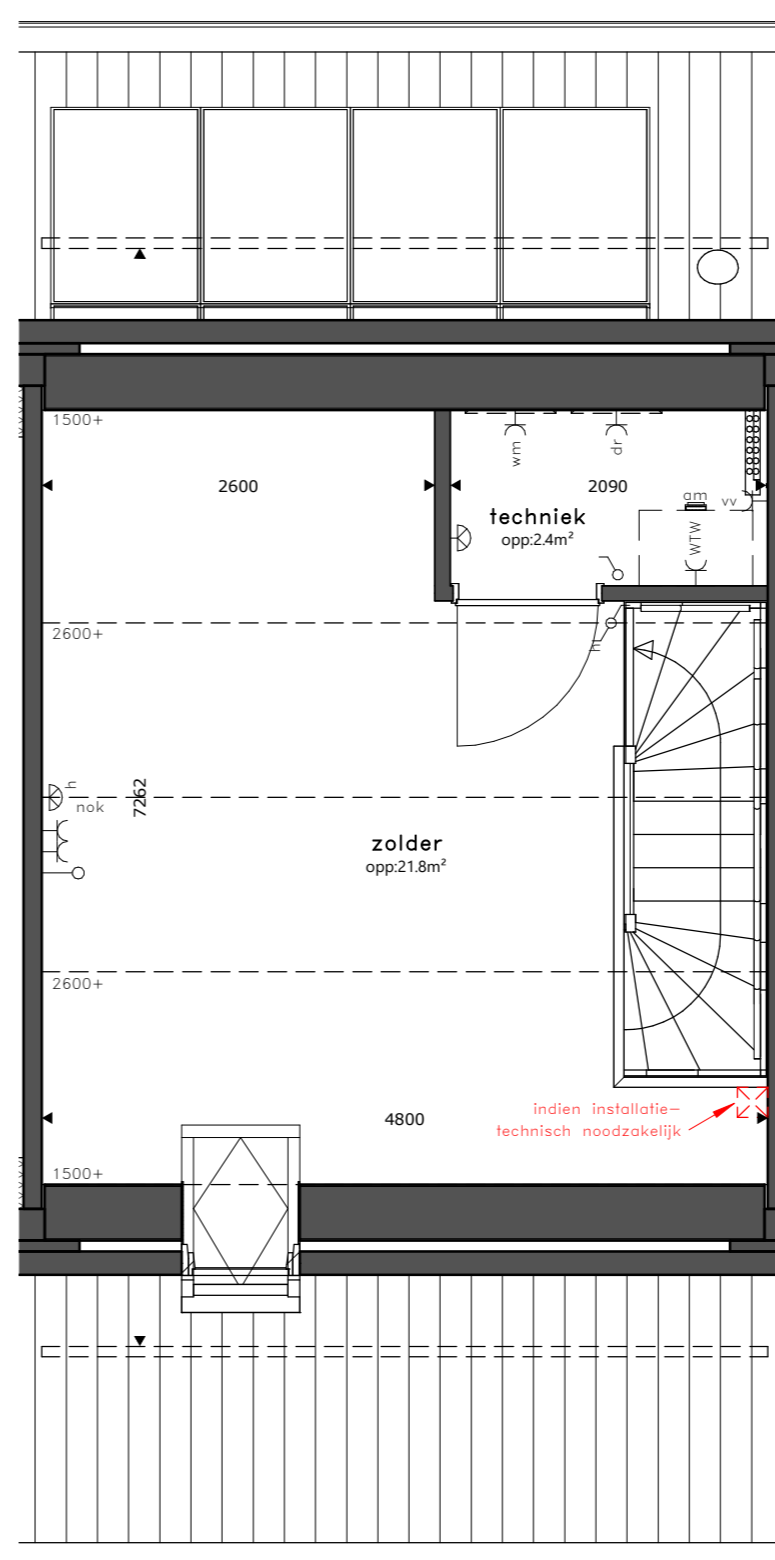 1500+
wm
dr
2600
2090
am
vv
techniek
opp:2.4m²
WTW
2600+
h
h
nok
7262
zolder
opp:21.8m²
2600+
indien installatie-
technisch noodzakelijk
4800
1500+